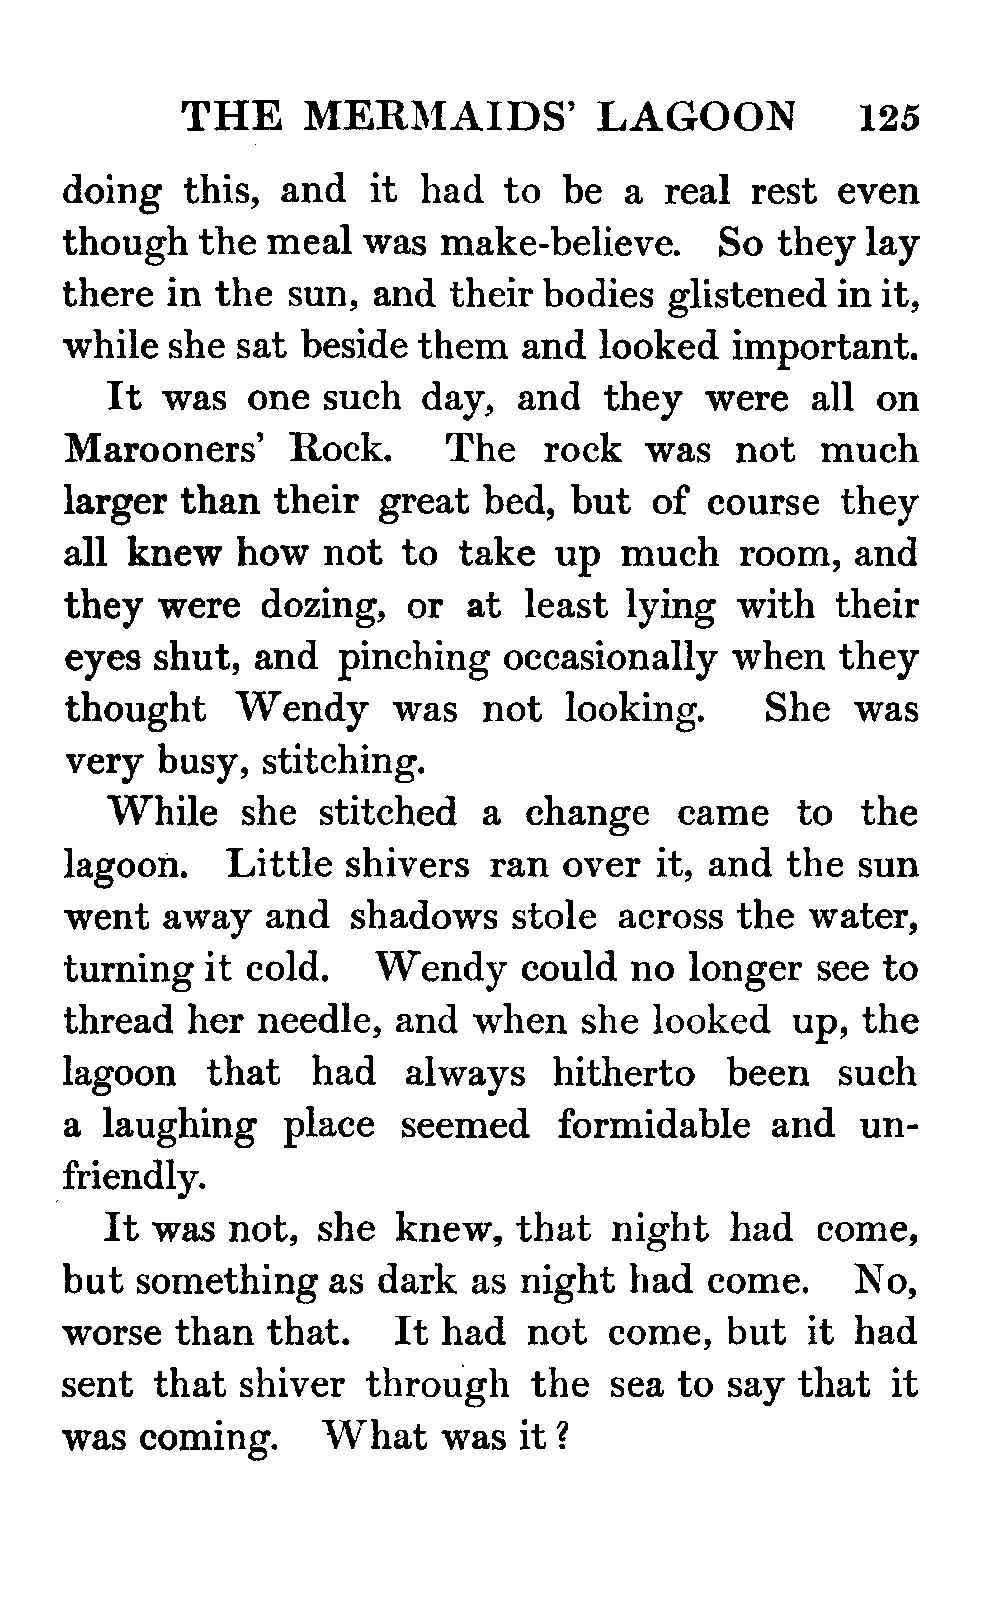 THE MERMAIDS' LAGOON 125
doing this, and it had to be a real rest even
though the meal was make-believe. So they lay
there in the sun, and their bodies glistened in it,
while she sat beside them and looked important.
It was one such day, and they were all on
Marooners' Rock. The rock was not much
larger than their great bed, but of course they
all knew how not to take up much room, and
they were dozing, or at least lying with their
eyes shut, and pinching occasionally when they
thought Wendy was not looking. She was
very busy, stitching.
While she stitched a change came to the
lagoon. Little shivers ran over it, and the sun
went away and shadows stole across the water,
turning it cold. Wendy could no longer see to
thread her needle, and when she looked up, the
lagoon that had always hitherto been such
a laughing place seemed formidable and un-
friendly.
It was not, she knew, that night had come,
but something as dark as night had come. No,
worse than that. It had not come, but it had
sent that shiver through the sea to say that it
was coming. What was it?